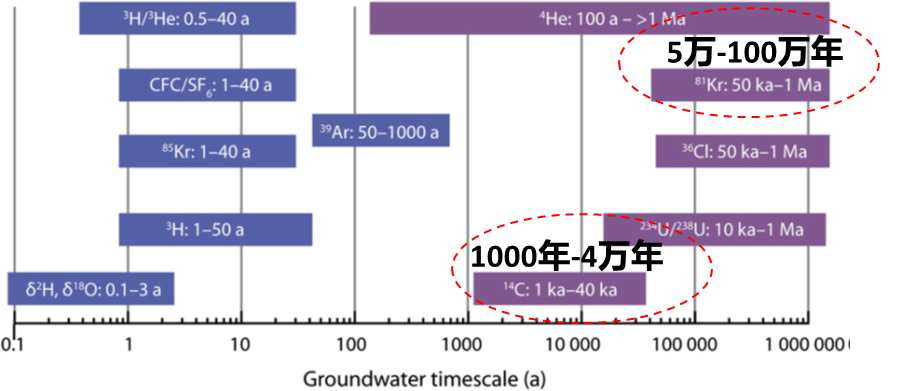 ³H/³He: 0.5–40 a
⁴He: 100 a – >1 Ma
5万-100万年
CFC/SF₆: 1–40 a
⁸¹Kr: 50 ka–1 Ma
³⁹Ar: 50–1000 a
⁸⁵Kr: 1–40 a
³⁶Cl: 50 ka–1 Ma
³H: 1–50 a
²³⁴U/²³⁸U: 10 ka–1 Ma
1000年-4万年
δ²H, δ¹⁸O: 0.1–3 a
¹⁴C: 1 ka–40 ka
0.1 1 10 100 1000 10 000 100 000 1 000 000
Groundwater timescale (a)